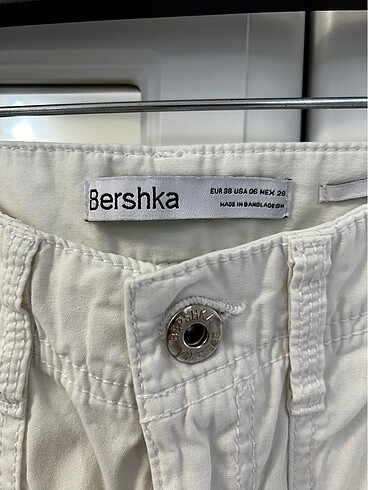 Bershka
EUR 38 USA 06 MEX 28
MADE IN BANGLADESH
BERSHKA